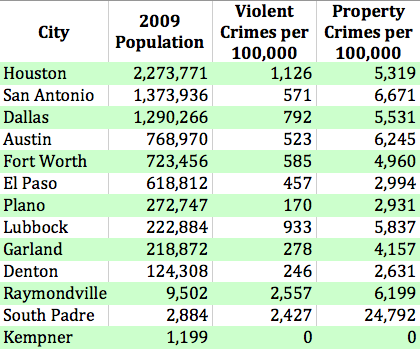 City 2009 Population Violent Crimes per 100,000 Property Crimes per 100,000
Houston 2,273,771 1,126 5,319
San Antonio 1,373,936 571 6,671
Dallas 1,290,266 792 5,531
Austin 768,970 523 6,245
Fort Worth 723,456 585 4,960
El Paso 618,812 457 2,994
Plano 272,747 170 2,931
Lubbock 222,884 933 5,837
Garland 218,872 278 4,157
Denton 124,308 246 2,631
Raymondville 9,502 2,557 6,199
South Padre 2,884 2,427 24,792
Kempner 1,199 0 0